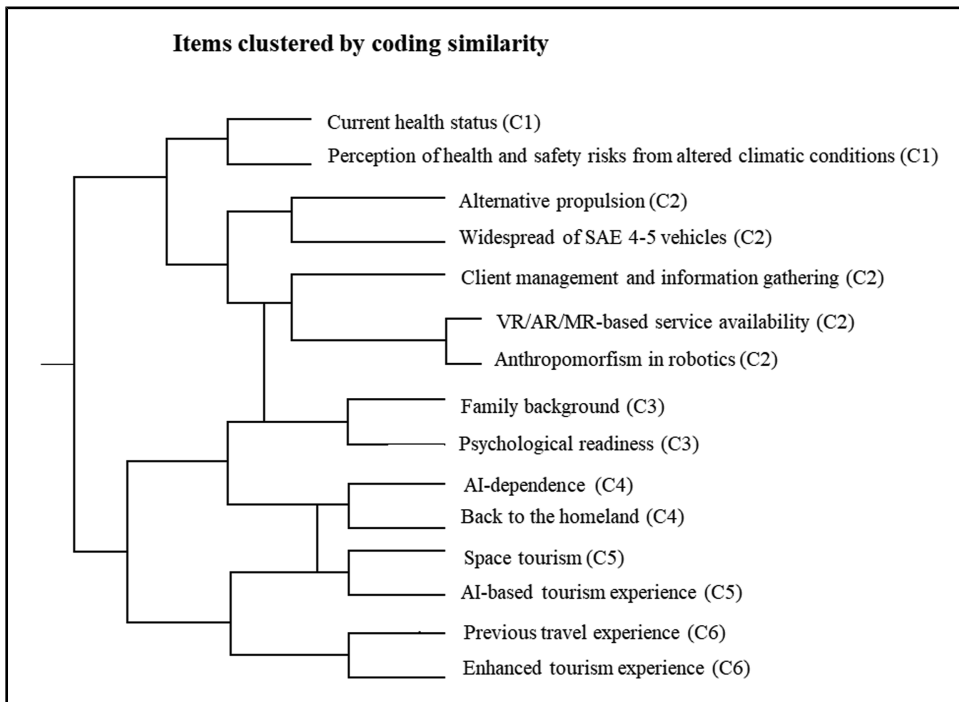 Items clustered by coding similarity
Current health status (C1)
Perception of health and safety risks from altered climatic conditions (C1)
Alternative propulsion (C2)
Widespread of SAE 4-5 vehicles (C2)
Client management and information gathering (C2)
VR/AR/MR-based service availability (C2)
Anthropomorfism in robotics (C2)
Family background (C3)
Psychological readiness (C3)
AI-dependence (C4)
Back to the homeland (C4)
Space tourism (C5)
AI-based tourism experience (C5)
Previous travel experience (C6)
Enhanced tourism experience (C6)